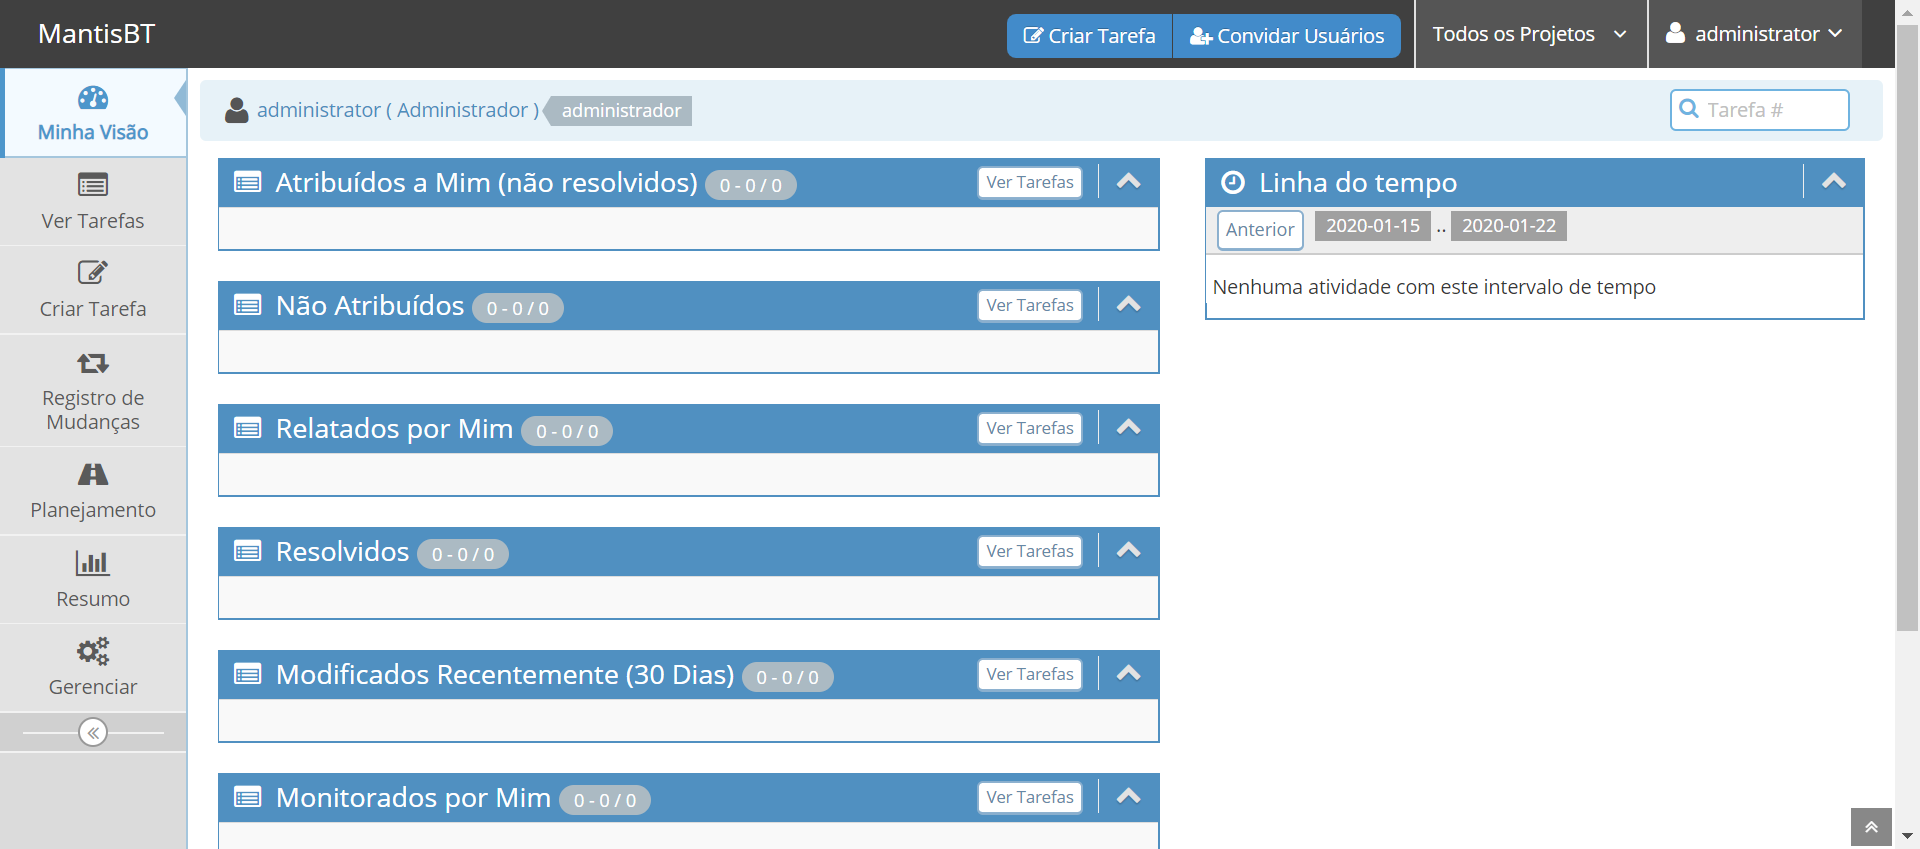 MantisBT
Criar Tarefa
Convidar Usuários
Todos os Projetos
administrator
Minha Visão
Ver Tarefas
Criar Tarefa
Registro de
Mudanças
Planejamento
Resumo
Gerenciar
administrator ( Administrador )
administrador
Tarefa #
Atribuídos a Mim (não resolvidos) 0 - 0 / 0
Ver Tarefas
Não Atribuídos 0 - 0 / 0
Ver Tarefas
Relatados por Mim 0 - 0 / 0
Ver Tarefas
Resolvidos 0 - 0 / 0
Ver Tarefas
Modificados Recentemente (30 Dias) 0 - 0 / 0
Ver Tarefas
Monitorados por Mim 0 - 0 / 0
Ver Tarefas
Linha do tempo
Anterior 2020-01-15 .. 2020-01-22
Nenhuma atividade com este intervalo de tempo